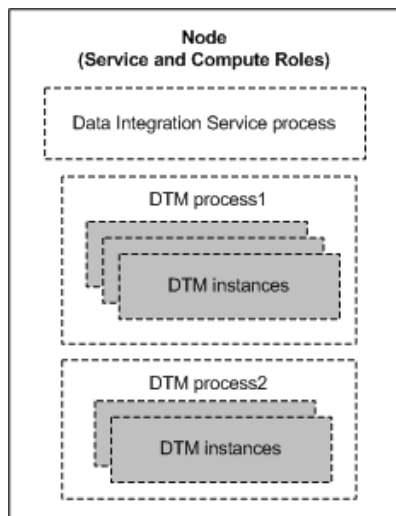 Node
(Service and Compute Roles)
Data Integration Service process
DTM process1
DTM instances
DTM process2
DTM instances